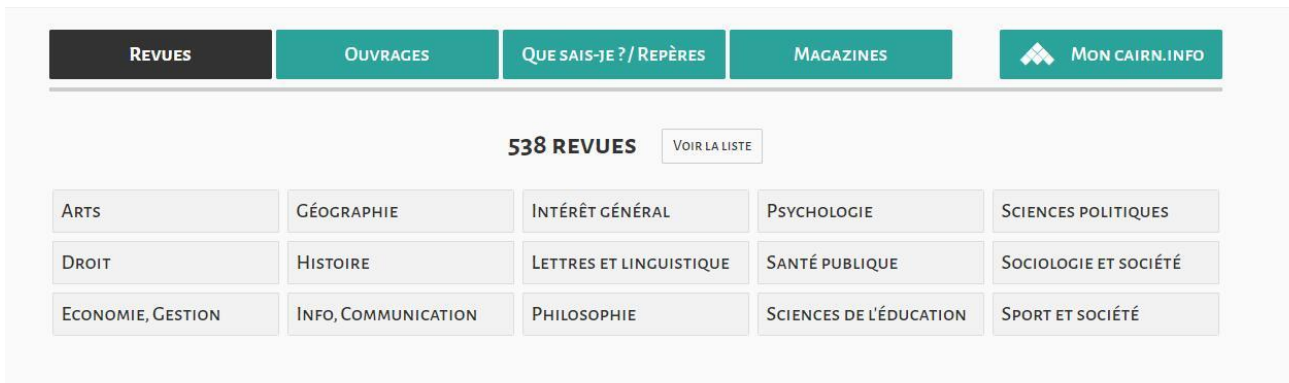 REVUES OUVRAGES QUE SAIS-JE ? / REPÈRES MAGAZINES MON CAIRN.INFO
538 REVUES VOIR LA LISTE
ARTS GÉOGRAPHIE INTÉRÊT GÉNÉRAL PSYCHOLOGIE SCIENCES POLITIQUES
DROIT HISTOIRE LETTRES ET LINGUISTIQUE SANTÉ PUBLIQUE SOCIOLOGIE ET SOCIÉTÉ
ECONOMIE, GESTION INFO, COMMUNICATION PHILOSOPHIE SCIENCES DE L'ÉDUCATION SPORT ET SOCIÉTÉ